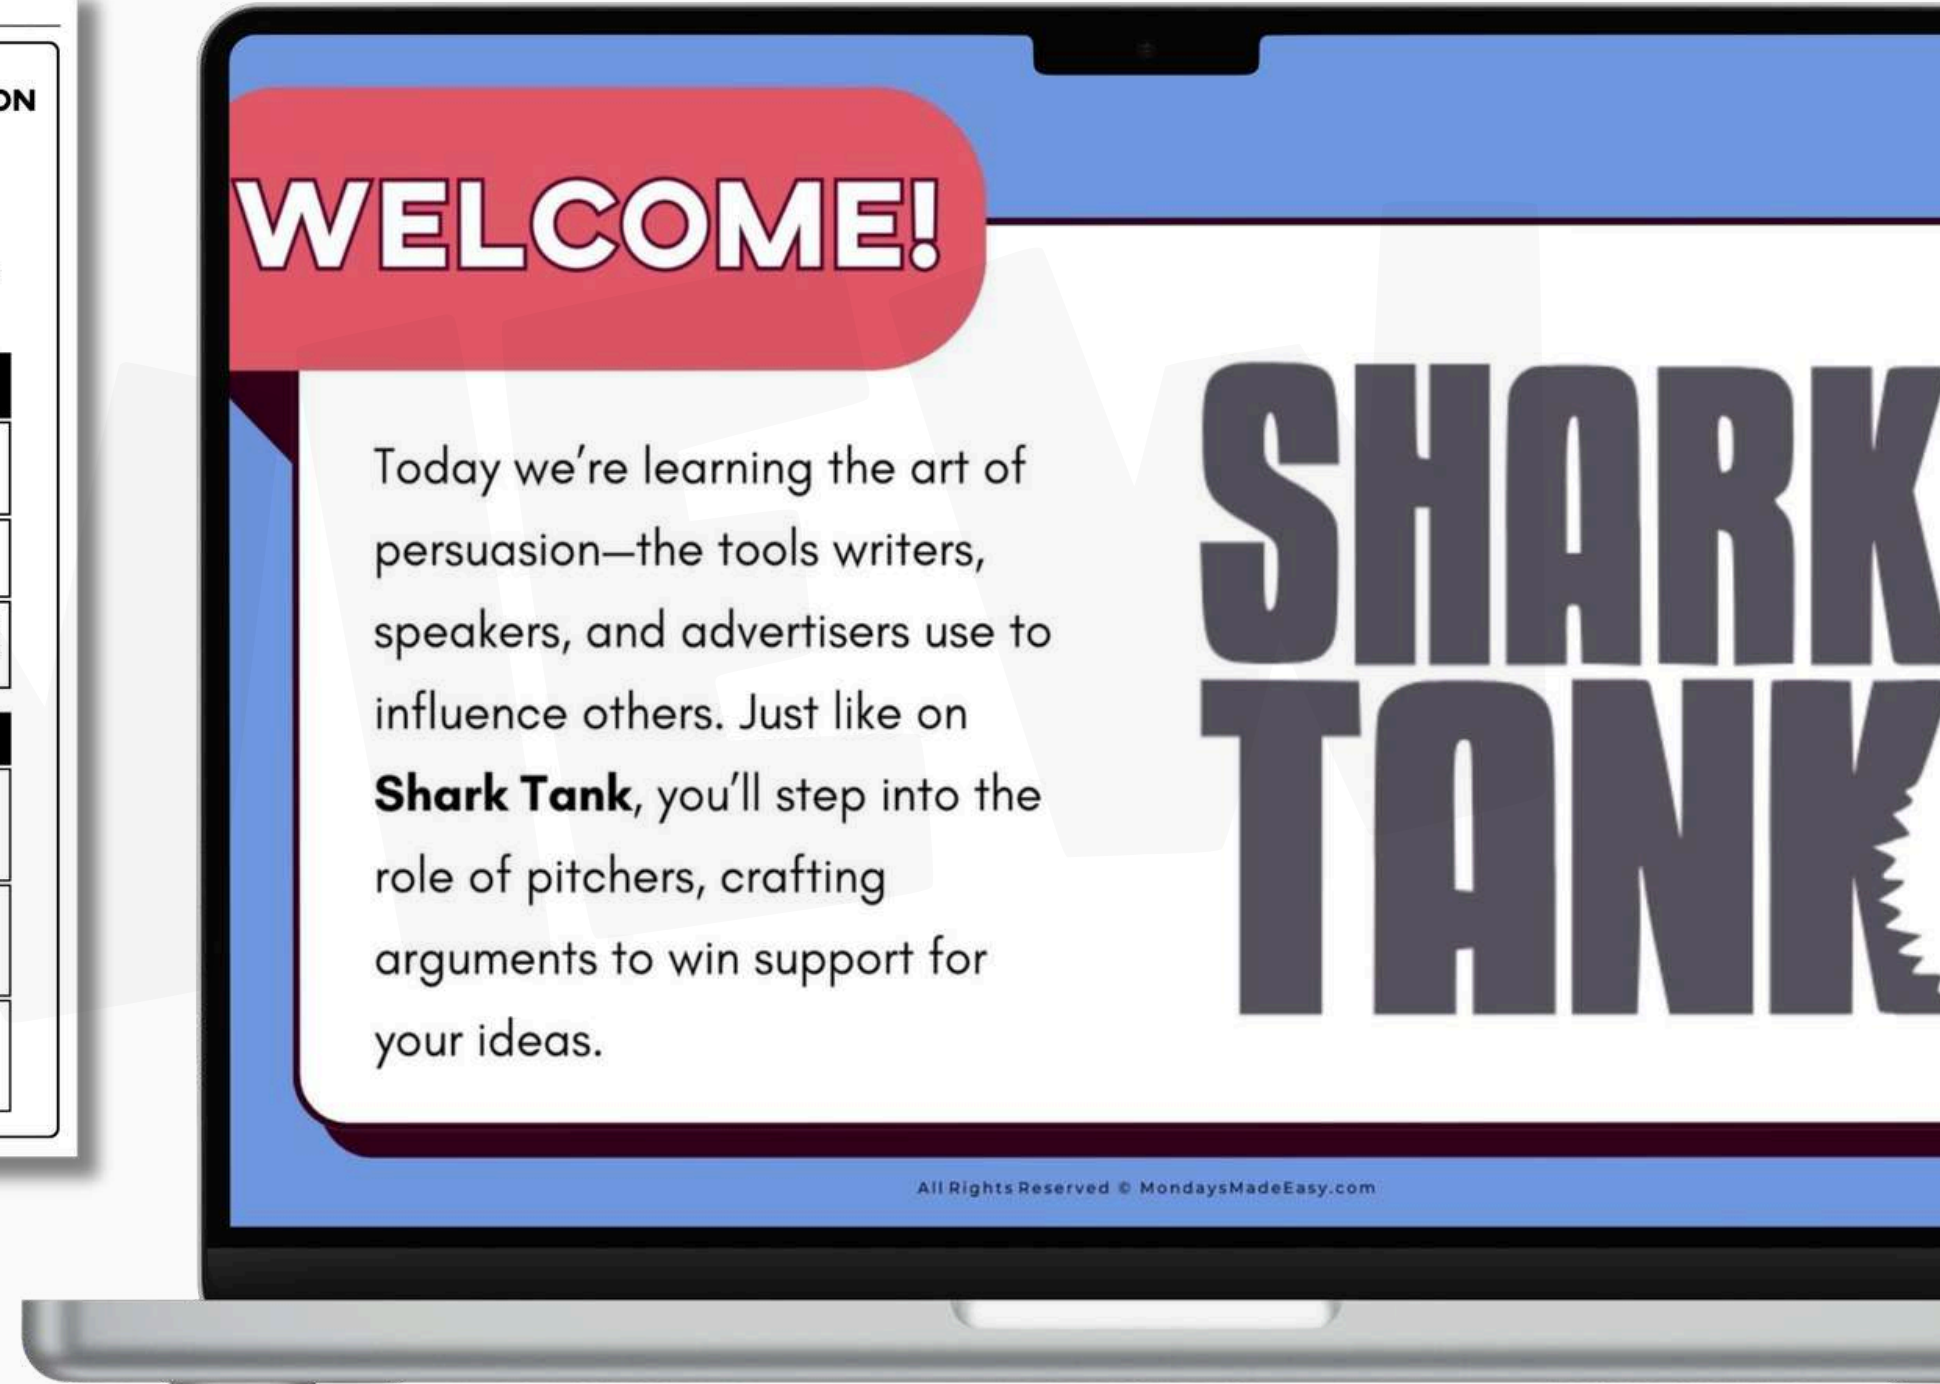 WELCOME!
Today we’re learning the art of
persuasion—the tools writers,
speakers, and advertisers use to
influence others. Just like on
Shark Tank, you’ll step into the
role of pitchers, crafting
arguments to win support for
your ideas.
SHARK
TANK
All Rights Reserved © MondaysMadeEasy.com